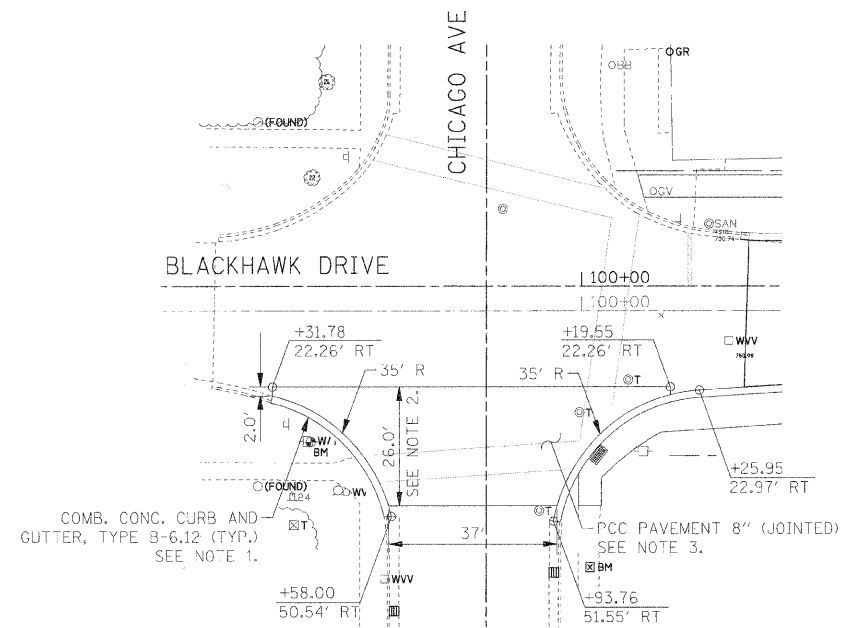 CHICAGO AVE
GR
BB
(FOUND)
24
22
OGV
SAN
BLACKHAWK DRIVE
100+00
100+00
+31.78
22.26' RT
+19.55
22.26' RT
WVV
35' R
35' R
T
2.0'
26.0'
SEE NOTE 2.
T
W/
BM
+25.95
22.97' RT
(FOUND)
124
WV
COMB. CONC. CURB AND
GUTTER, TYPE B-6.12 (TYP.)
SEE NOTE 1.
T
T
37'
PCC PAVEMENT 8" (JOINTED)
SEE NOTE 3.
WVV
BM
+58.00
50.54' RT
+93.76
51.55' RT